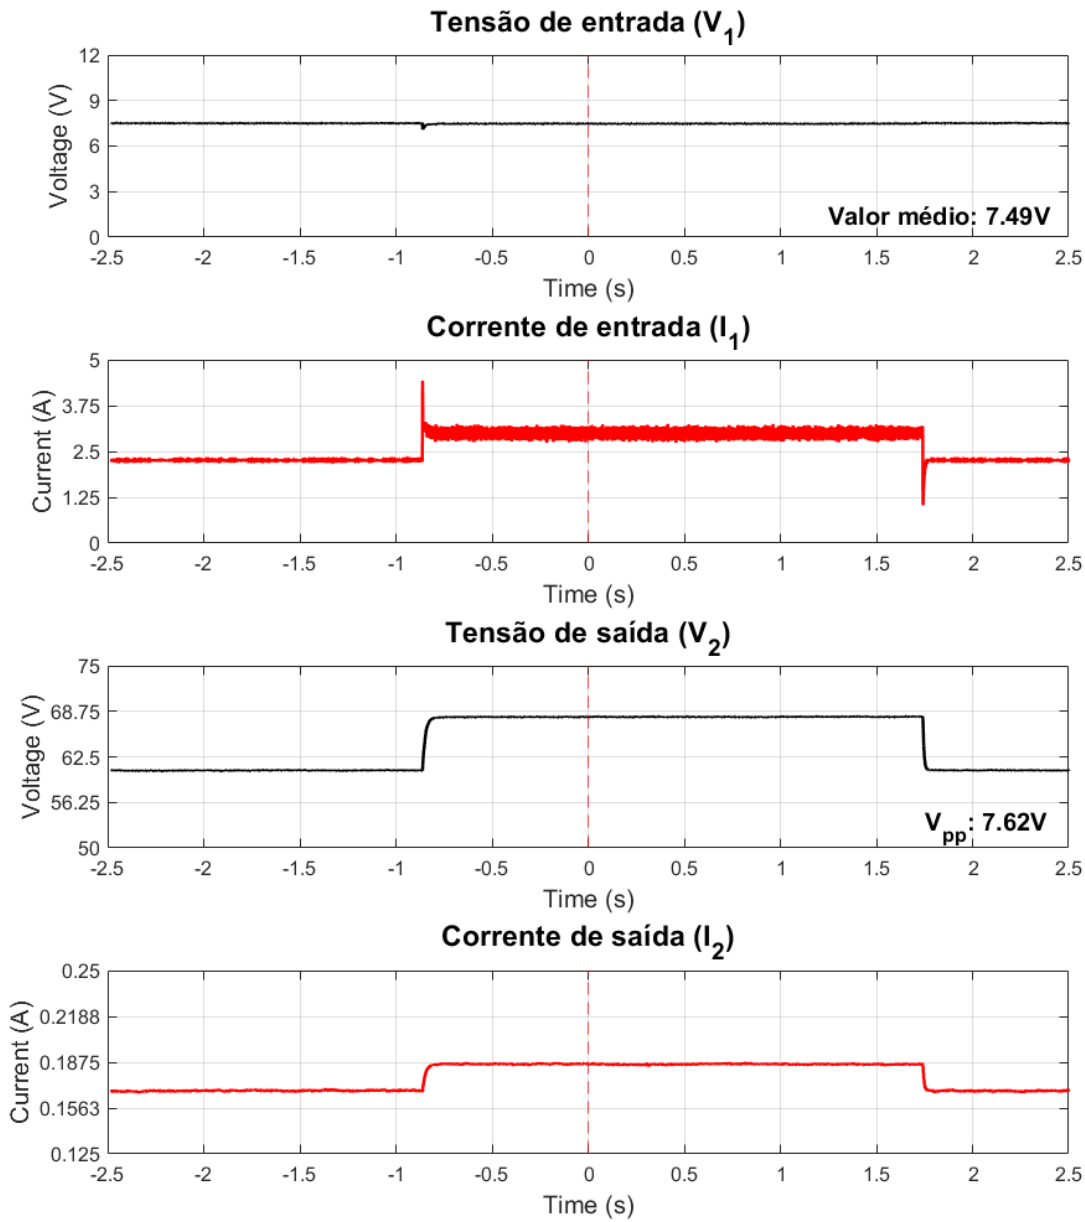 Tensão de entrada (V1)
12
9
6
3
0
Voltage (V)
Valor médio: 7.49V
-2.5 -2 -1.5 -1 -0.5 0 0.5 1 1.5 2 2.5
Time (s)
Corrente de entrada (I1)
5
3.75
2.5
1.25
0
Current (A)
-2.5 -2 -1.5 -1 -0.5 0 0.5 1 1.5 2 2.5
Time (s)
Tensão de saída (V2)
75
68.75
62.5
56.25
50
Voltage (V)
Vpp: 7.62V
-2.5 -2 -1.5 -1 -0.5 0 0.5 1 1.5 2 2.5
Time (s)
Corrente de saída (I2)
0.25
0.2188
0.1875
0.1563
0.125
Current (A)
-2.5 -2 -1.5 -1 -0.5 0 0.5 1 1.5 2 2.5
Time (s)